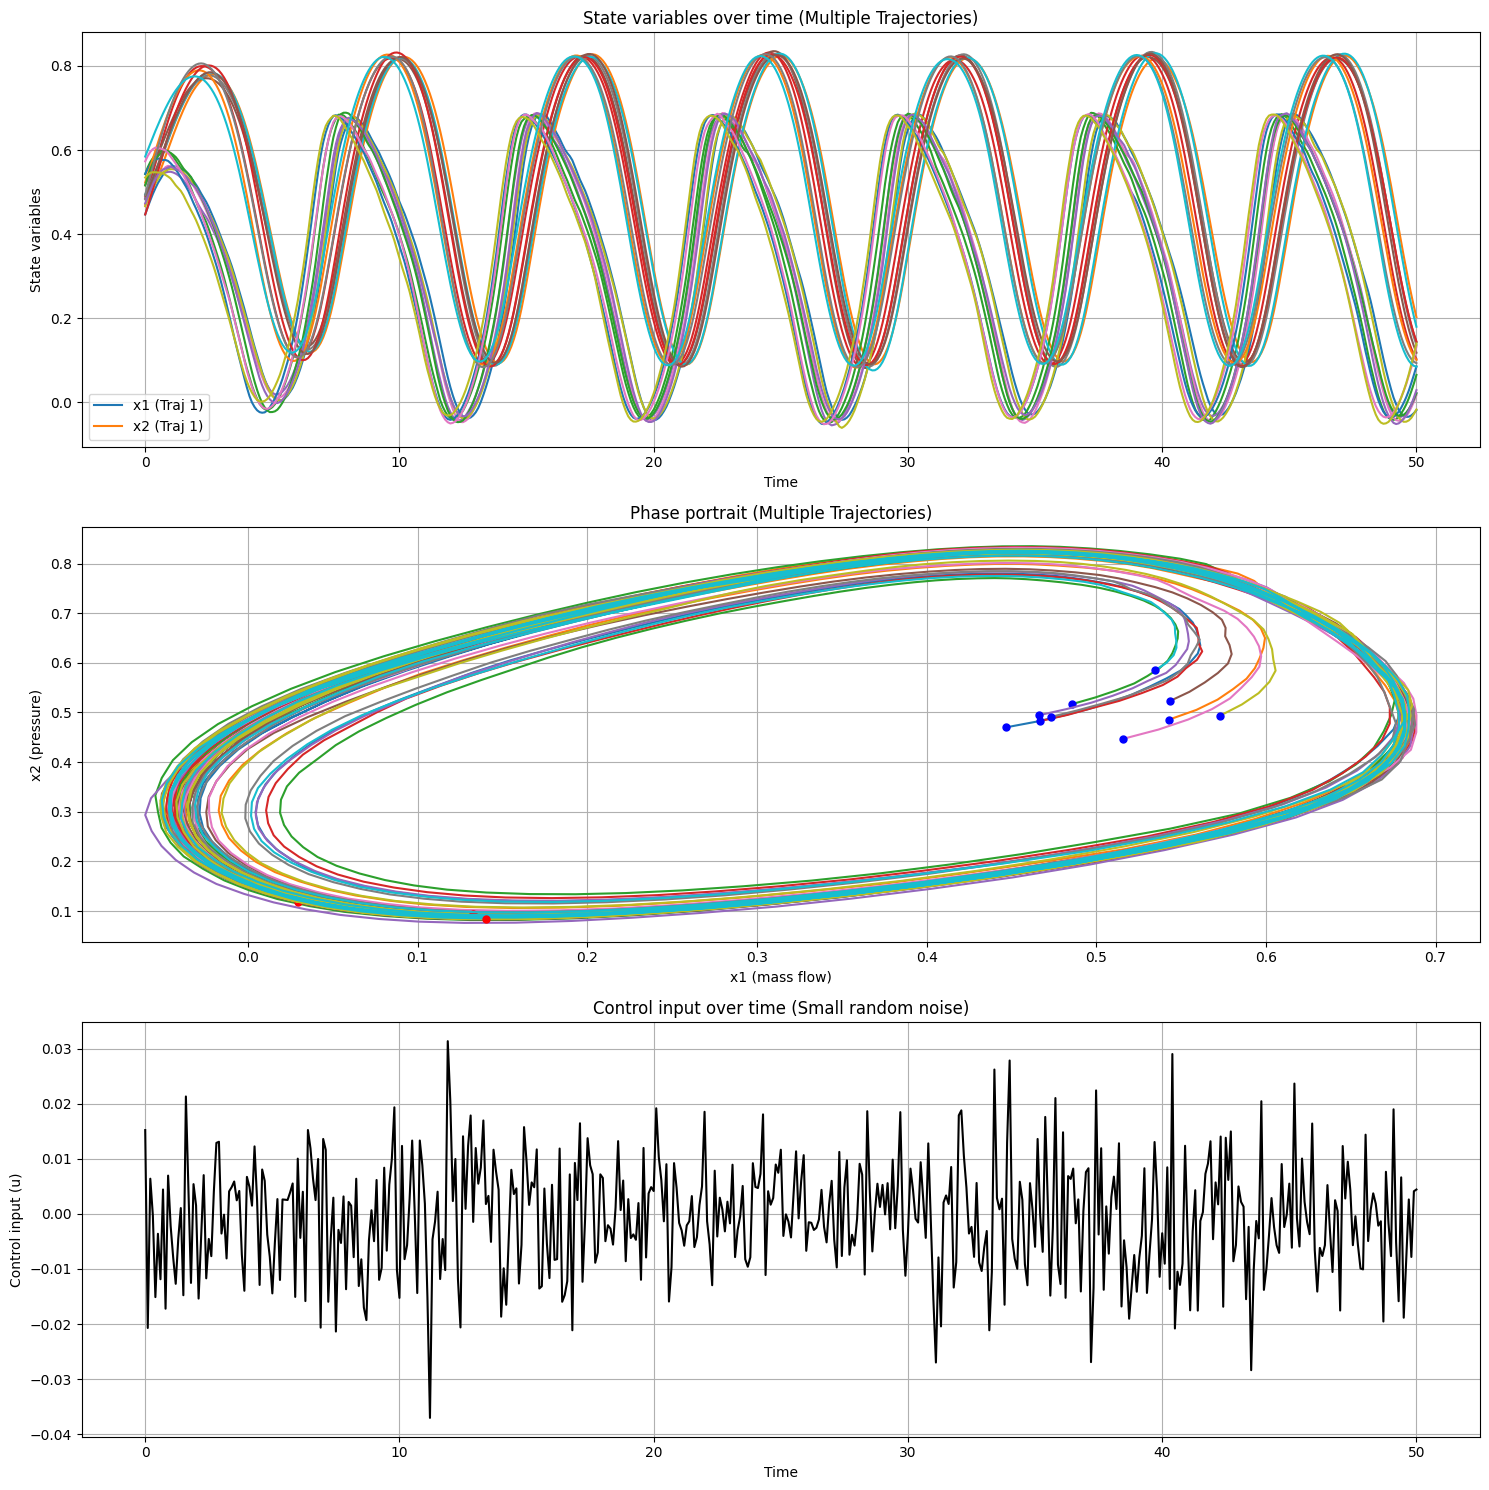 State variables over time (Multiple Trajectories)
State variables
0.8
0.6
0.4
0.2
0.0
x1 (Traj 1)
x2 (Traj 1)
0 10 20 30 40 50
Time
Phase portrait (Multiple Trajectories)
x2 (pressure)
0.8
0.7
0.6
0.5
0.4
0.3
0.2
0.1
0.0 0.1 0.2 0.3 0.4 0.5 0.6 0.7
x1 (mass flow)
Control input over time (Small random noise)
Control input (u)
0.03
0.02
0.01
0.00
−0.01
−0.02
−0.03
−0.04
0 10 20 30 40 50
Time